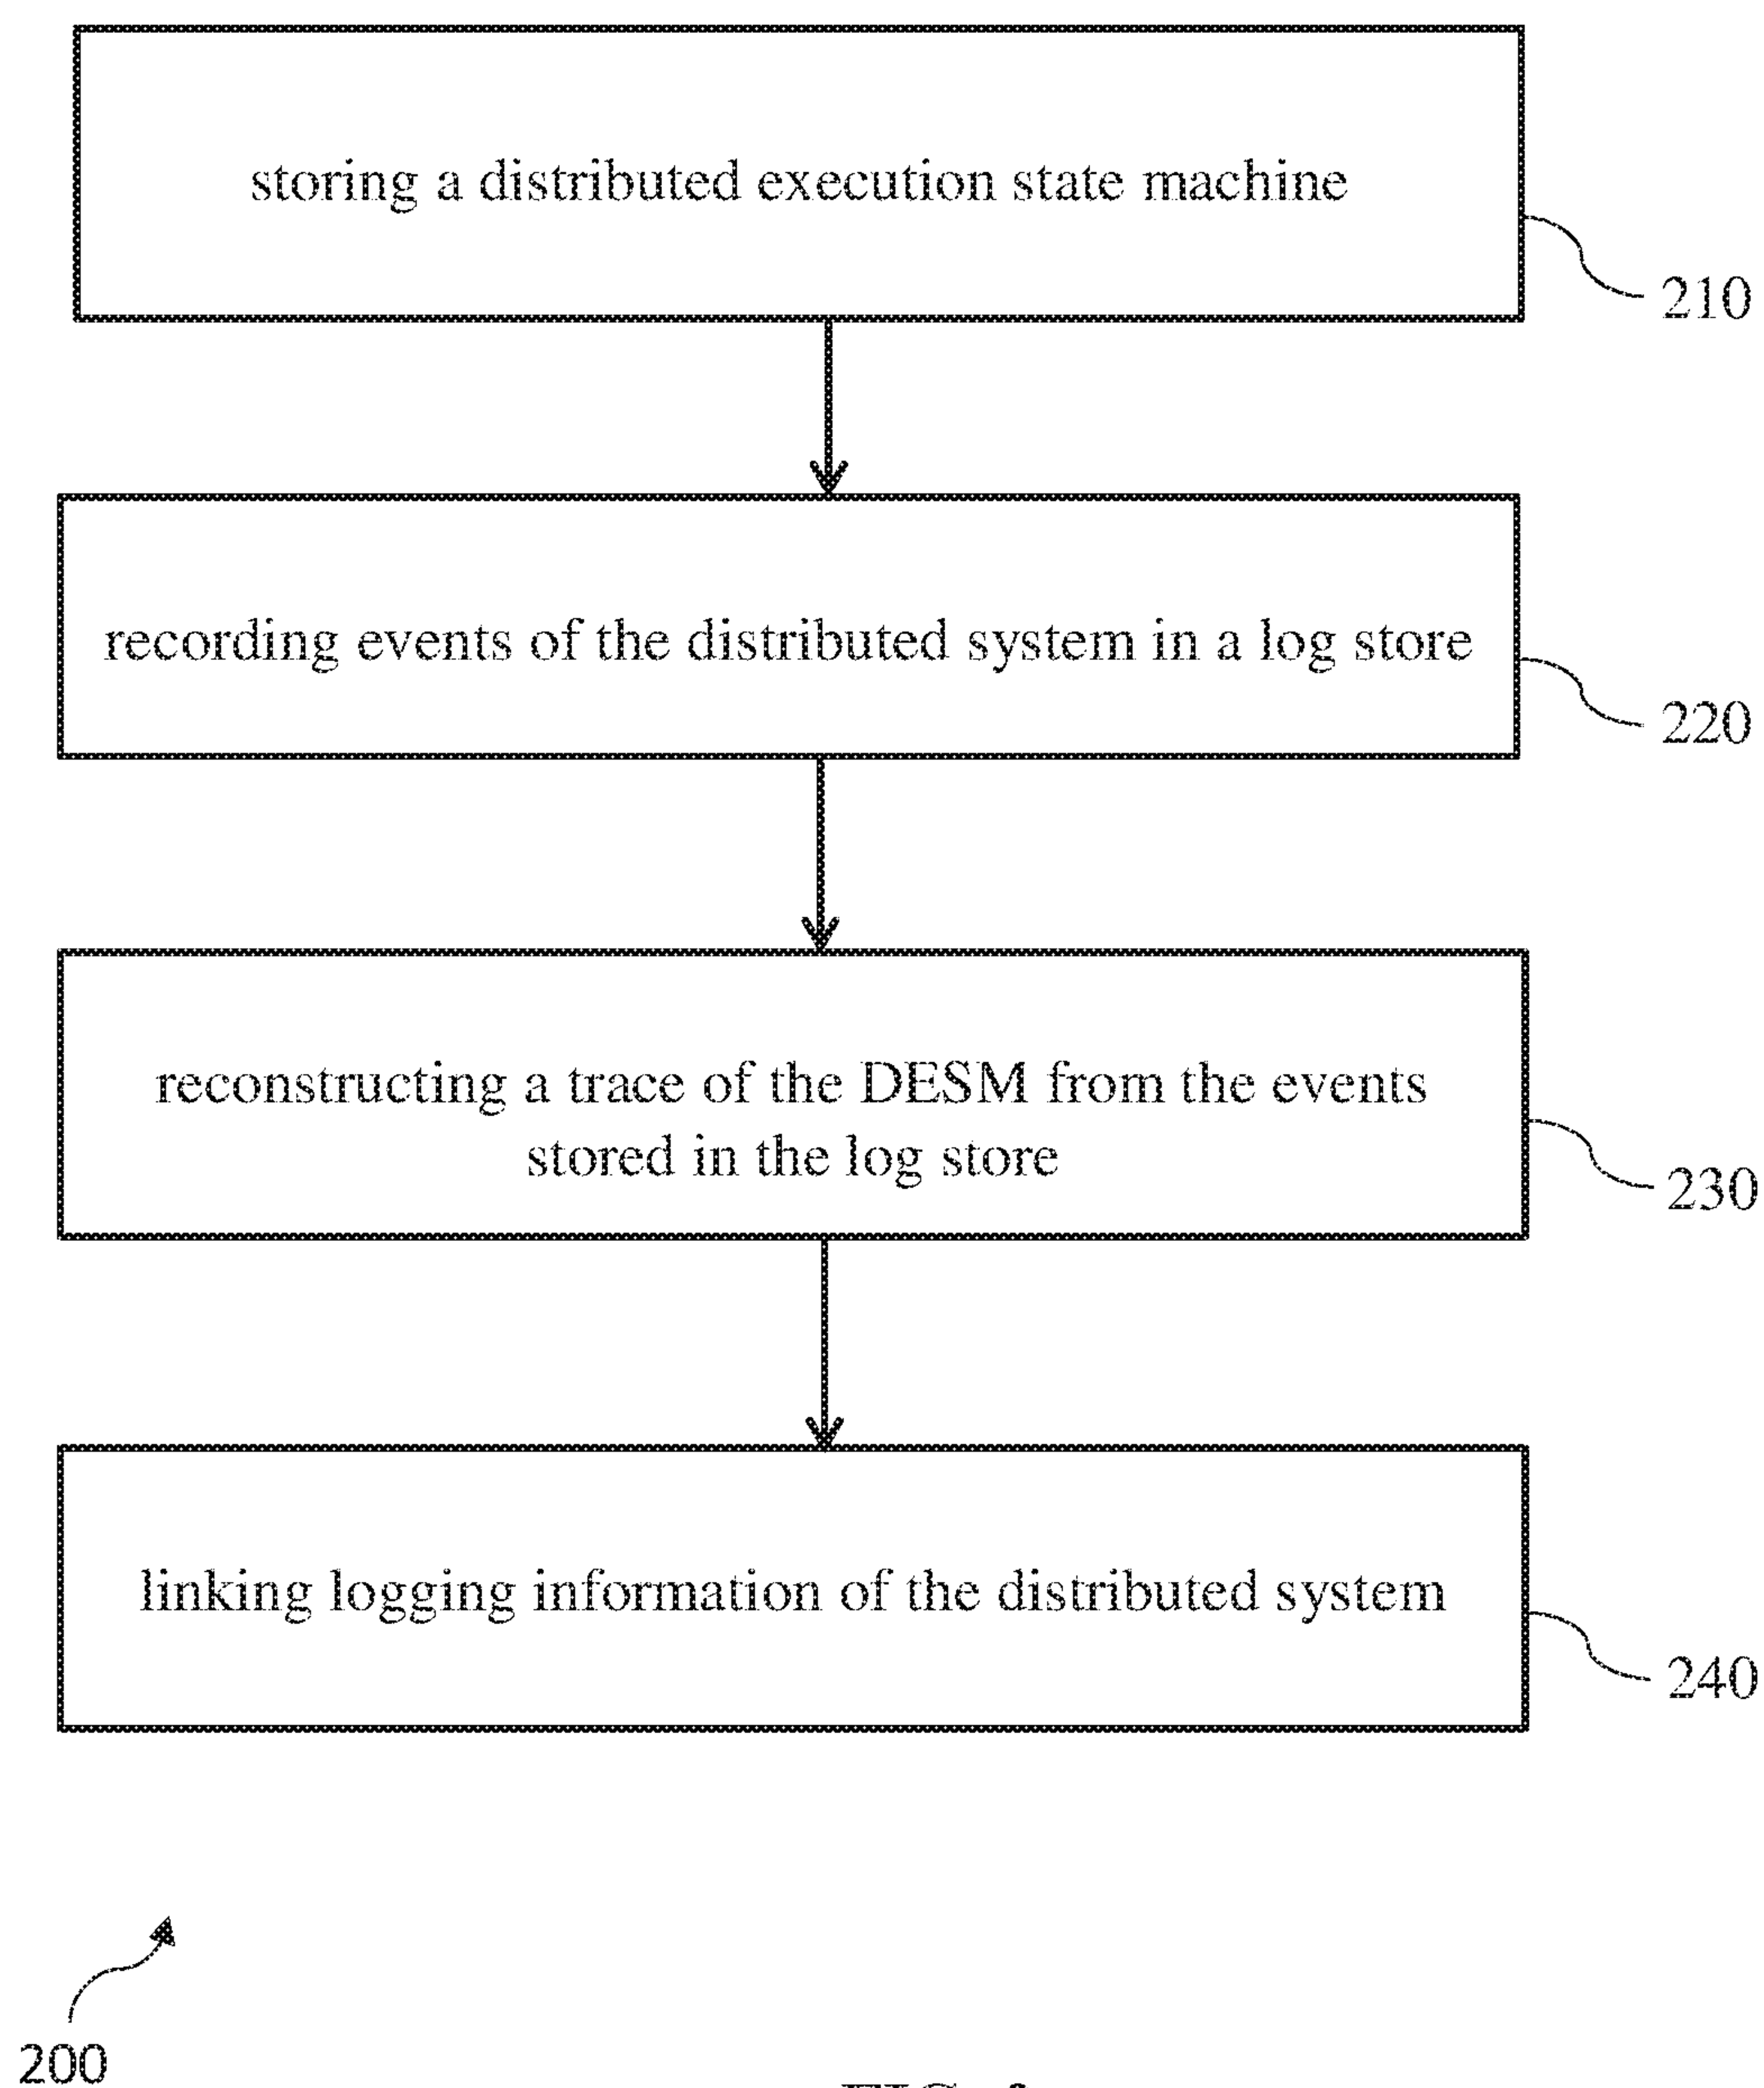 storing a distributed execution state machine
210
recording events of the distributed system in a log store
220
reconstructing a trace of the DESM from the events
stored in the log store
230
linking logging information of the distributed system
240
200